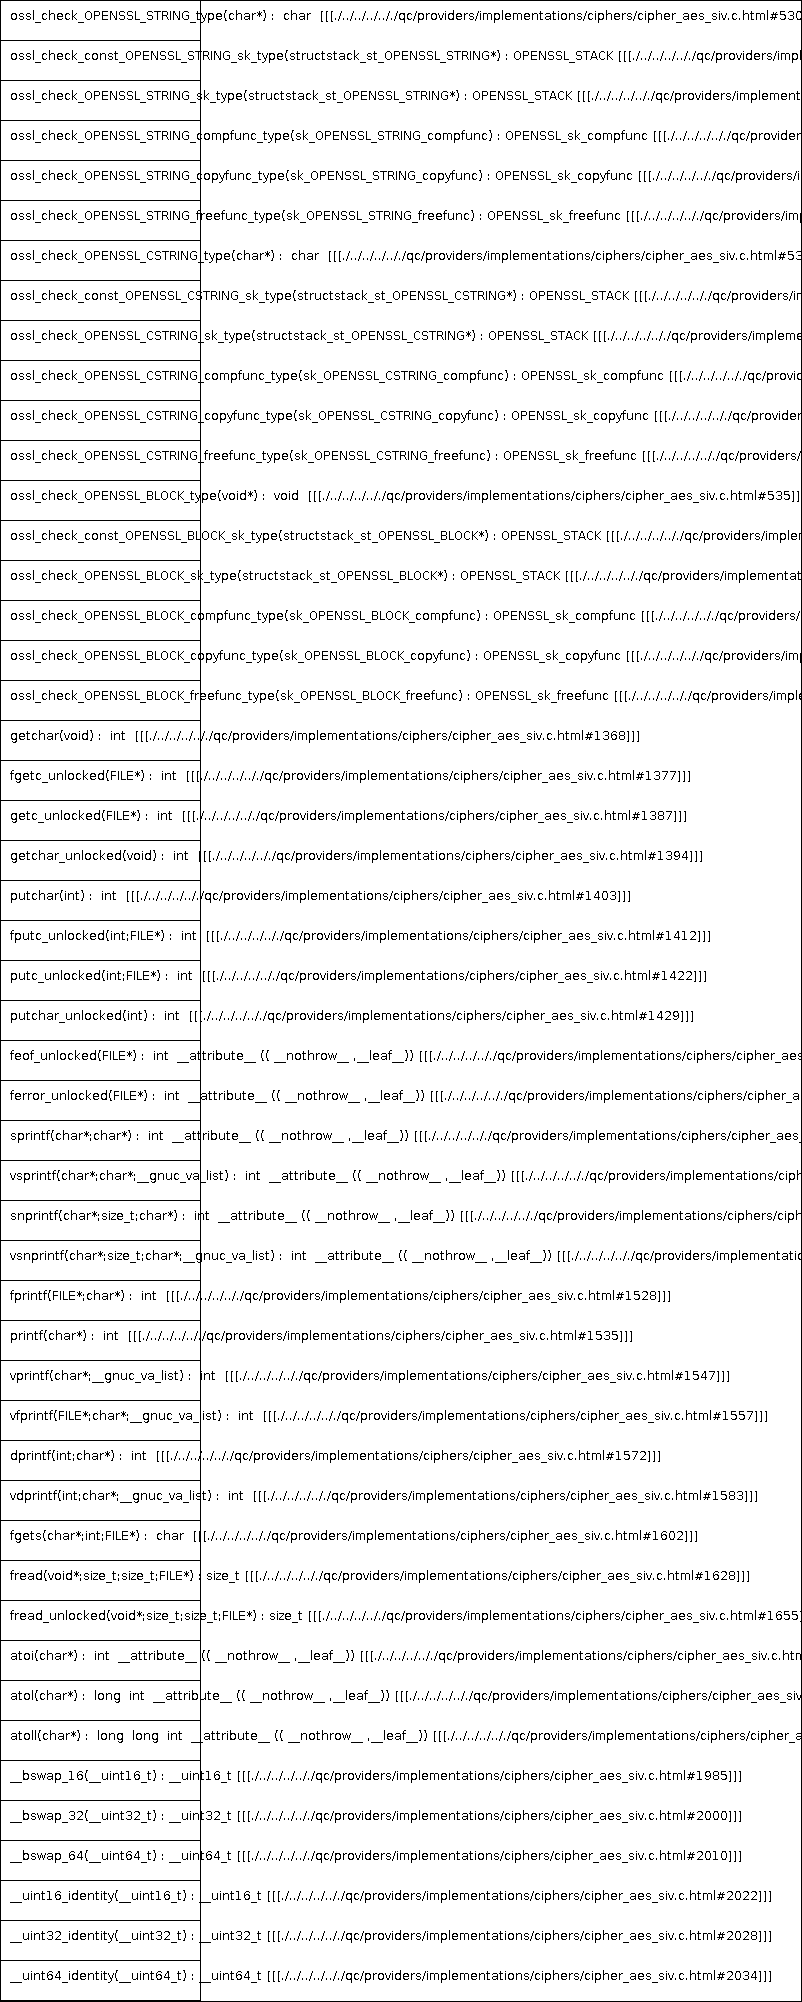 ossl_check_OPENSSL_STRING_type(char*) : char [[[./../../../../qc/providers/implementations/ciphers/cipher_aes_siv.c.html#530
ossl_check_const_OPENSSL_STRING_sk_type(structstack_st_OPENSSL_STRING*) : OPENSSL_STACK [[[./../../../../qc/providers/impl
ossl_check_OPENSSL_STRING_sk_type(structstack_st_OPENSSL_STRING*) : OPENSSL_STACK [[[./../../../../qc/providers/implement
ossl_check_OPENSSL_STRING_compfunc_type(sk_OPENSSL_STRING_compfunc) : OPENSSL_sk_compfunc [[[./../../../../qc/provider
ossl_check_OPENSSL_STRING_copyfunc_type(sk_OPENSSL_STRING_copyfunc) : OPENSSL_sk_copyfunc [[[./../../../../qc/providers/i
ossl_check_OPENSSL_STRING_freefunc_type(sk_OPENSSL_STRING_freefunc) : OPENSSL_sk_freefunc [[[./../../../../qc/providers/imp
ossl_check_OPENSSL_CSTRING_type(char*) : char [[[./../../../../qc/providers/implementations/ciphers/cipher_aes_siv.c.html#53
ossl_check_const_OPENSSL_CSTRING_sk_type(structstack_st_OPENSSL_CSTRING*) : OPENSSL_STACK [[[./../../../../qc/providers/in
ossl_check_OPENSSL_CSTRING_sk_type(structstack_st_OPENSSL_CSTRING*) : OPENSSL_STACK [[[./../../../../qc/providers/impleme
ossl_check_OPENSSL_CSTRING_compfunc_type(sk_OPENSSL_CSTRING_compfunc) : OPENSSL_sk_compfunc [[[./../../../../qc/provid
ossl_check_OPENSSL_CSTRING_copyfunc_type(sk_OPENSSL_CSTRING_copyfunc) : OPENSSL_sk_copyfunc [[[./../../../../qc/provider
ossl_check_OPENSSL_CSTRING_freefunc_type(sk_OPENSSL_CSTRING_freefunc) : OPENSSL_sk_freefunc [[[./../../../../qc/providers/
ossl_check_OPENSSL_BLOCK_type(void*) : void [[[./../../../../qc/providers/implementations/ciphers/cipher_aes_siv.c.html#535]]
ossl_check_const_OPENSSL_BLOCK_sk_type(structstack_st_OPENSSL_BLOCK*) : OPENSSL_STACK [[[./../../../../qc/providers/implem
ossl_check_OPENSSL_BLOCK_sk_type(structstack_st_OPENSSL_BLOCK*) : OPENSSL_STACK [[[./../../../../qc/providers/implementat
ossl_check_OPENSSL_BLOCK_compfunc_type(sk_OPENSSL_BLOCK_compfunc) : OPENSSL_sk_compfunc [[[./../../../../qc/providers/
ossl_check_OPENSSL_BLOCK_copyfunc_type(sk_OPENSSL_BLOCK_copyfunc) : OPENSSL_sk_copyfunc [[[./../../../../qc/providers/imp
ossl_check_OPENSSL_BLOCK_freefunc_type(sk_OPENSSL_BLOCK_freefunc) : OPENSSL_sk_freefunc [[[./../../../../qc/providers/imple
getchar(void) : int [[[./../../../../qc/providers/implementations/ciphers/cipher_aes_siv.c.html#1368]]]
fgetc_unlocked(FILE*) : int [[[./../../../../qc/providers/implementations/ciphers/cipher_aes_siv.c.html#1377]]]
getc_unlocked(FILE*) : int [[[./../../../../qc/providers/implementations/ciphers/cipher_aes_siv.c.html#1387]]]
getchar_unlocked(void) : int [[[./../../../../qc/providers/implementations/ciphers/cipher_aes_siv.c.html#1394]]]
putchar(int) : int [[[./../../../../qc/providers/implementations/ciphers/cipher_aes_siv.c.html#1403]]]
fputc_unlocked(int;FILE*) : int [[[./../../../../qc/providers/implementations/ciphers/cipher_aes_siv.c.html#1412]]]
putc_unlocked(int;FILE*) : int [[[./../../../../qc/providers/implementations/ciphers/cipher_aes_siv.c.html#1422]]]
putchar_unlocked(int) : int [[[./../../../../qc/providers/implementations/ciphers/cipher_aes_siv.c.html#1429]]]
feof_unlocked(FILE*) : int __attribute__ (( __nothrow__ ,__leaf__)) [[[./../../../../qc/providers/implementations/ciphers/cipher_aes
ferror_unlocked(FILE*) : int __attribute__ (( __nothrow__ ,__leaf__)) [[[./../../../../qc/providers/implementations/ciphers/cipher_a
sprintf(char*;char*) : int __attribute__ (( __nothrow__ ,__leaf__)) [[[./../../../../qc/providers/implementations/ciphers/cipher_aes_
vsprintf(char*;char*;__gnuc_va_list) : int __attribute__ (( __nothrow__ ,__leaf__)) [[[./../../../../qc/providers/implementations/ciph
snprintf(char*;size_t;char*) : int __attribute__ (( __nothrow__ ,__leaf__)) [[[./../../../../qc/providers/implementations/ciphers/ciph
vsnprintf(char*;size_t;char*;__gnuc_va_list) : int __attribute__ (( __nothrow__ ,__leaf__)) [[[./../../../../qc/providers/implementatio
fprintf(FILE*;char*) : int [[[./../../../../qc/providers/implementations/ciphers/cipher_aes_siv.c.html#1528]]]
printf(char*) : int [[[./../../../../qc/providers/implementations/ciphers/cipher_aes_siv.c.html#1535]]]
vprintf(char*;__gnuc_va_list) : int [[[./../../../../qc/providers/implementations/ciphers/cipher_aes_siv.c.html#1547]]]
vfprintf(FILE*;char*;__gnuc_va_list) : int [[[./../../../../qc/providers/implementations/ciphers/cipher_aes_siv.c.html#1557]]]
dprintf(int;char*) : int [[[./../../../../qc/providers/implementations/ciphers/cipher_aes_siv.c.html#1572]]]
vdprintf(int;char*;__gnuc_va_list) : int [[[./../../../../qc/providers/implementations/ciphers/cipher_aes_siv.c.html#1583]]]
fgets(char*;int;FILE*) : char [[[./../../../../qc/providers/implementations/ciphers/cipher_aes_siv.c.html#1602]]]
fread(void*;size_t;size_t;FILE*) : size_t [[[./../../../../qc/providers/implementations/ciphers/cipher_aes_siv.c.html#1628]]]
fread_unlocked(void*;size_t;size_t;FILE*) : size_t [[[./../../../../qc/providers/implementations/ciphers/cipher_aes_siv.c.html#1655]
atoi(char*) : int __attribute__ (( __nothrow__ ,__leaf__)) [[[./../../../../qc/providers/implementations/ciphers/cipher_aes_siv.c.htm
atol(char*) : long int __attribute__ (( __nothrow__ ,__leaf__)) [[[./../../../../qc/providers/implementations/ciphers/cipher_aes_siv
atoll(char*) : long long int __attribute__ (( __nothrow__ ,__leaf__)) [[[./../../../../qc/providers/implementations/ciphers/cipher_a
__bswap_16(__uint16_t) : __uint16_t [[[./../../../../qc/providers/implementations/ciphers/cipher_aes_siv.c.html#1985]]]
__bswap_32(__uint32_t) : __uint32_t [[[./../../../../qc/providers/implementations/ciphers/cipher_aes_siv.c.html#2000]]]
__bswap_64(__uint64_t) : __uint64_t [[[./../../../../qc/providers/implementations/ciphers/cipher_aes_siv.c.html#2010]]]
__uint16_identity(__uint16_t) : __uint16_t [[[./../../../../qc/providers/implementations/ciphers/cipher_aes_siv.c.html#2022]]]
__uint32_identity(__uint32_t) : __uint32_t [[[./../../../../qc/providers/implementations/ciphers/cipher_aes_siv.c.html#2028]]]
__uint64_identity(__uint64_t) : __uint64_t [[[./../../../../qc/providers/implementations/ciphers/cipher_aes_siv.c.html#2034]]]